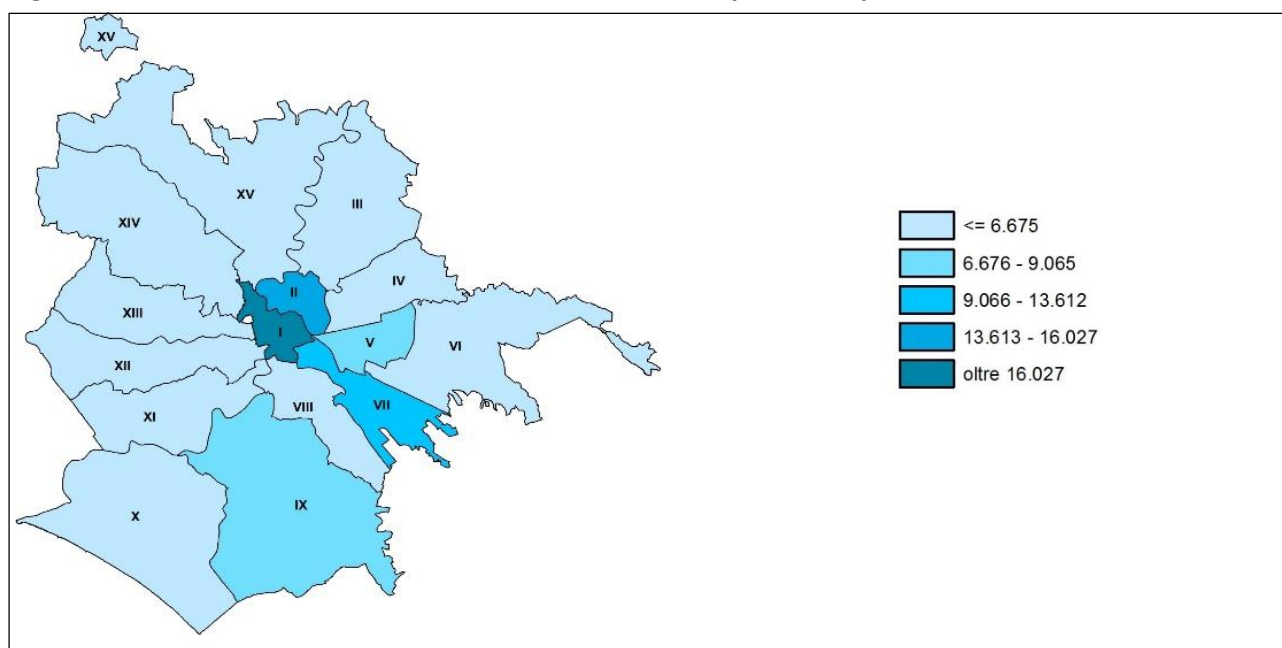 XV
XV
III
XIV
II
IV
XIII
I
V
VI
XII
XI
VIII
VII
IX
X
<= 6.675
6.676 - 9.065
9.066 - 13.612
13.613 - 16.027
oltre 16.027